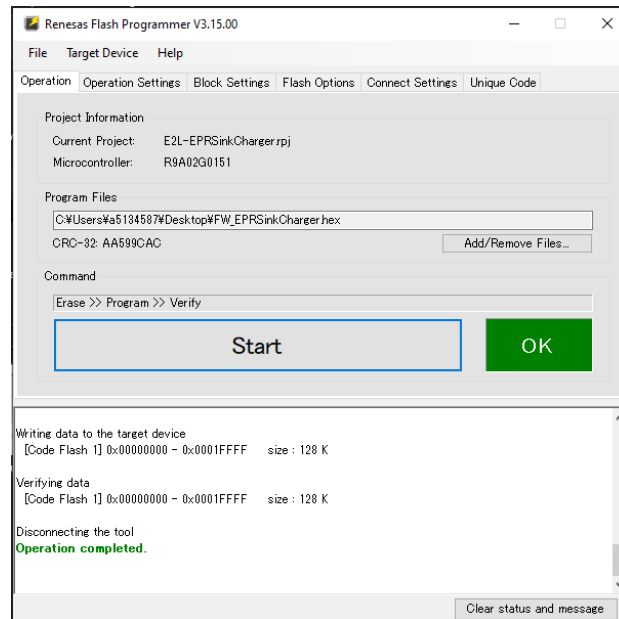 Renesas Flash Programmer V3.15.00
File Target Device Help
Operation Operation Settings Block Settings Flash Options Connect Settings Unique Code
Project Information
Current Project: E2L-EPRSinkCharger.rpj
Microcontroller: R9A02G0151
Program Files
C:¥Users¥a5134587¥Desktop¥FW_EPRSinkCharger.hex
CRC-32: AA599CAC Add/Remove Files...
Command
Erase >> Program >> Verify
Start OK
Writing data to the target device
[Code Flash 1] 0x00000000 - 0x0001FFFF size : 128 K
Verifying data
[Code Flash 1] 0x00000000 - 0x0001FFFF size : 128 K
Disconnecting the tool
Operation completed.
Clear status and message